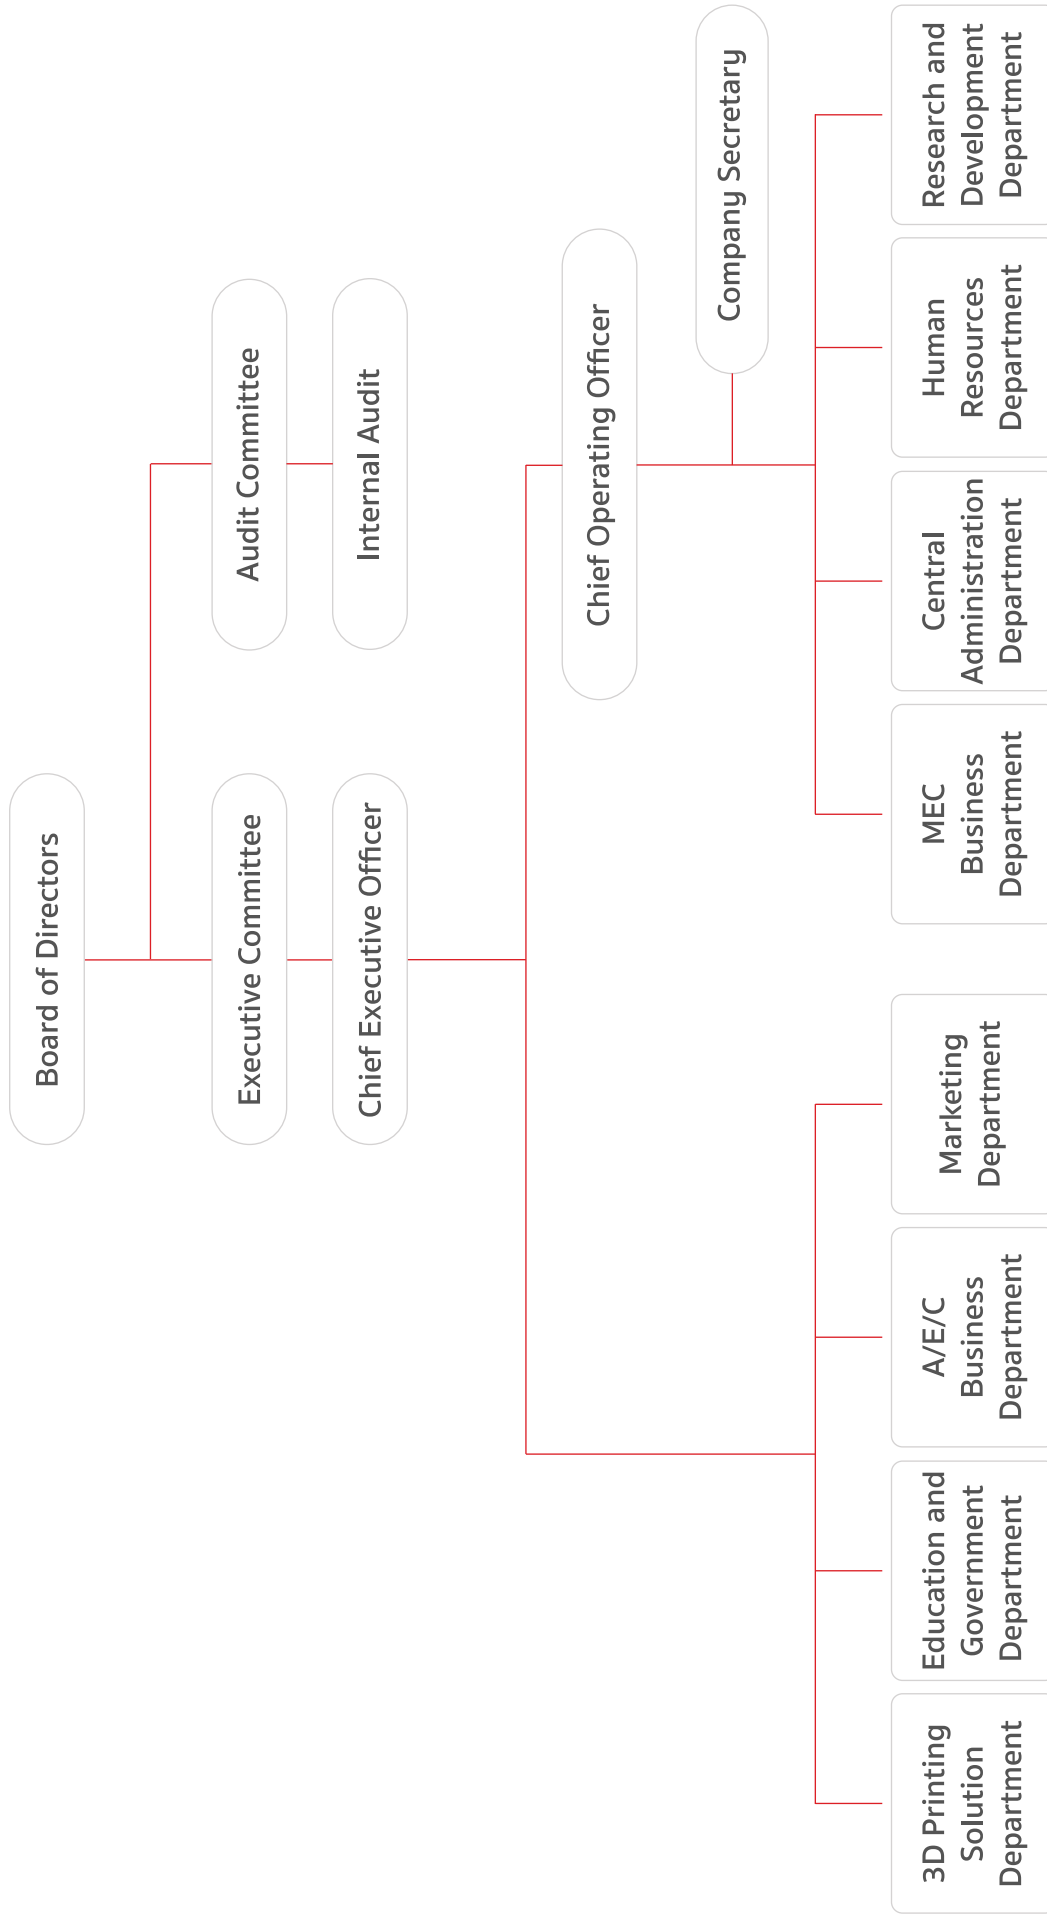 Board of Directors
Executive Committee
Audit Committee
Chief Executive Officer
Internal Audit
Chief Operating Officer
Company Secretary
3D Printing
Solution
Department
Education and
Government
Department
A/E/C
Business
Department
Marketing
Department
MEC
Business
Department
Central
Administration
Department
Human
Resources
Department
Research and
Development
Department